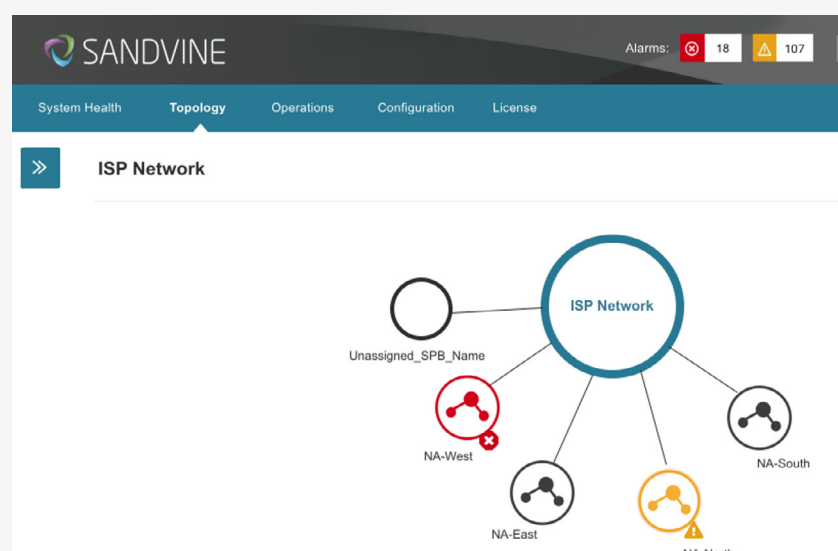 SANDVINE
Alarms: 18 107
System Health Topology Operations Configuration License
ISP Network
ISP Network
Unassigned_SPB_Name
NA-West
NA-South
NA-East